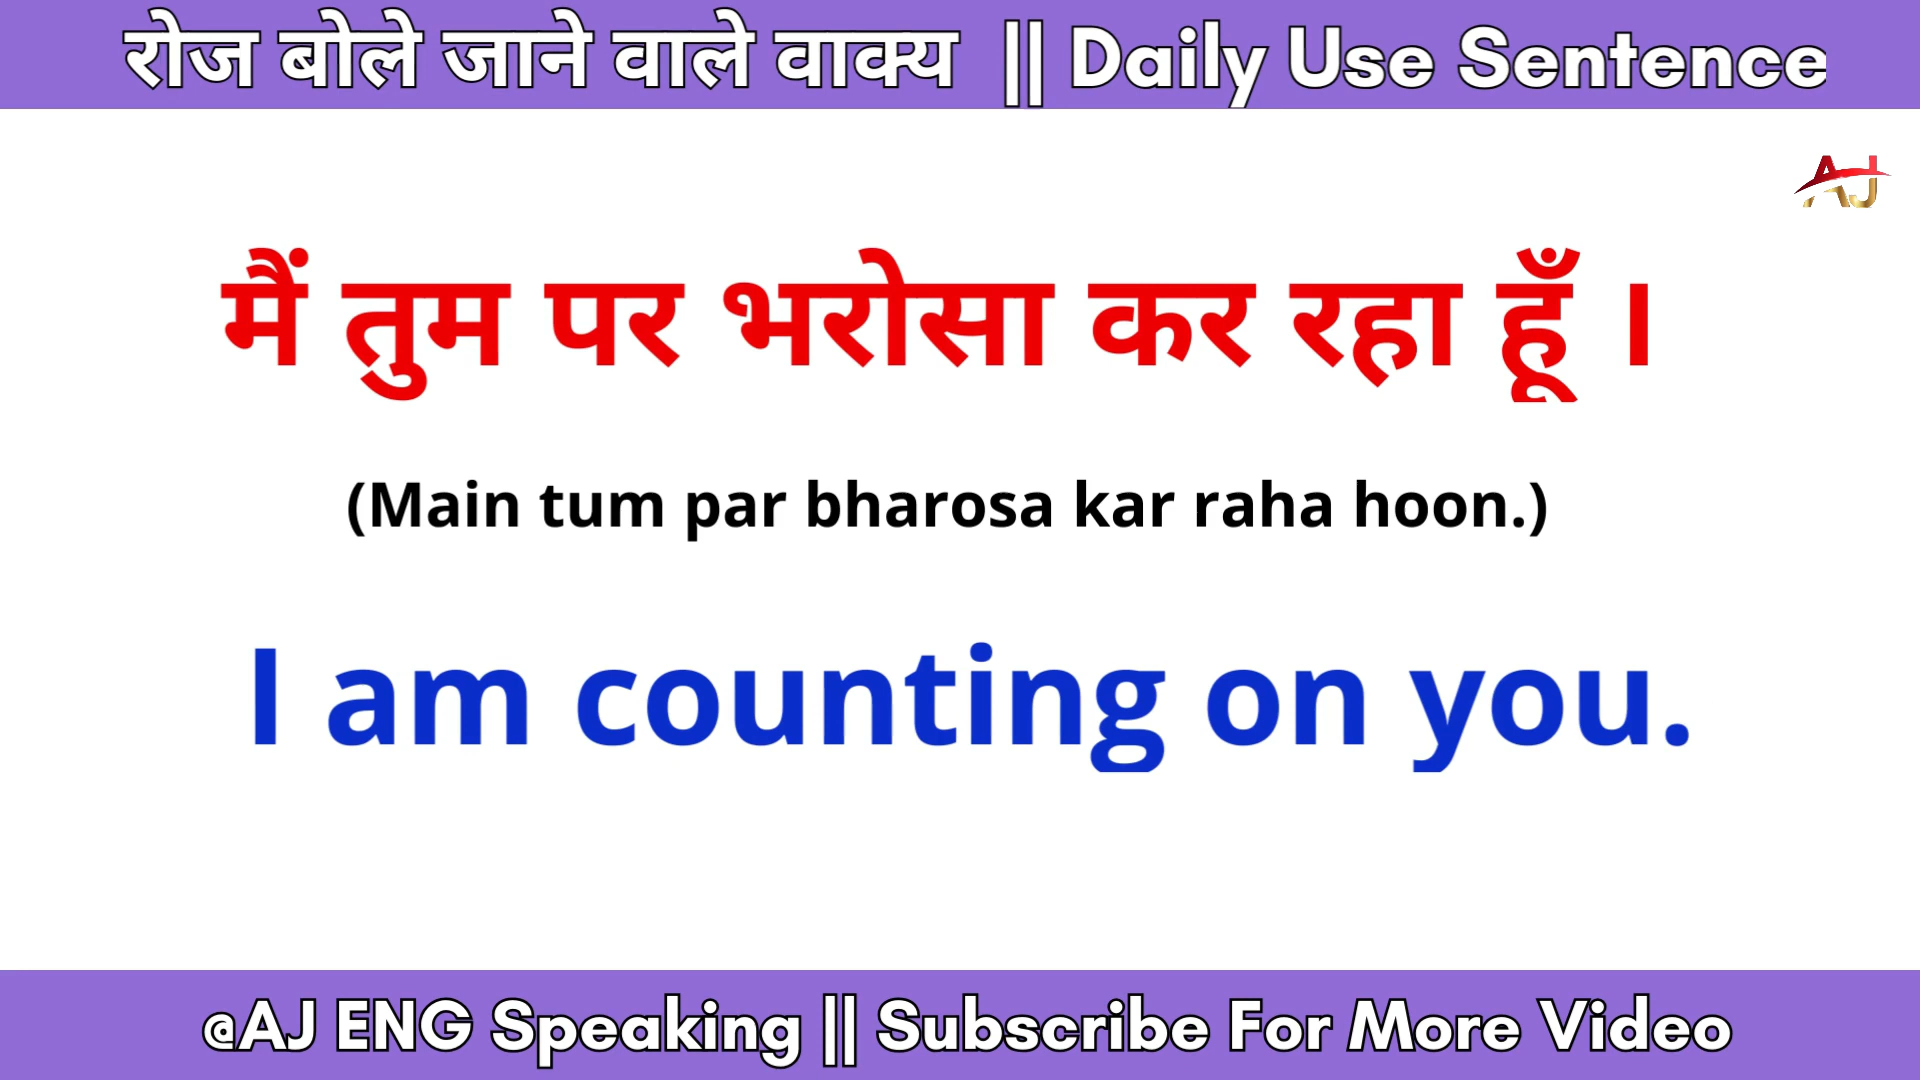 रोज बोले जाने वाले वाक्य || Daily Use Sentence
AJ
मैं तुम पर भरोसा कर रहा हूँ ।
(Main tum par bharosa kar raha hoon.)
I am counting on you.
@AJ ENG Speaking || Subscribe For More Video